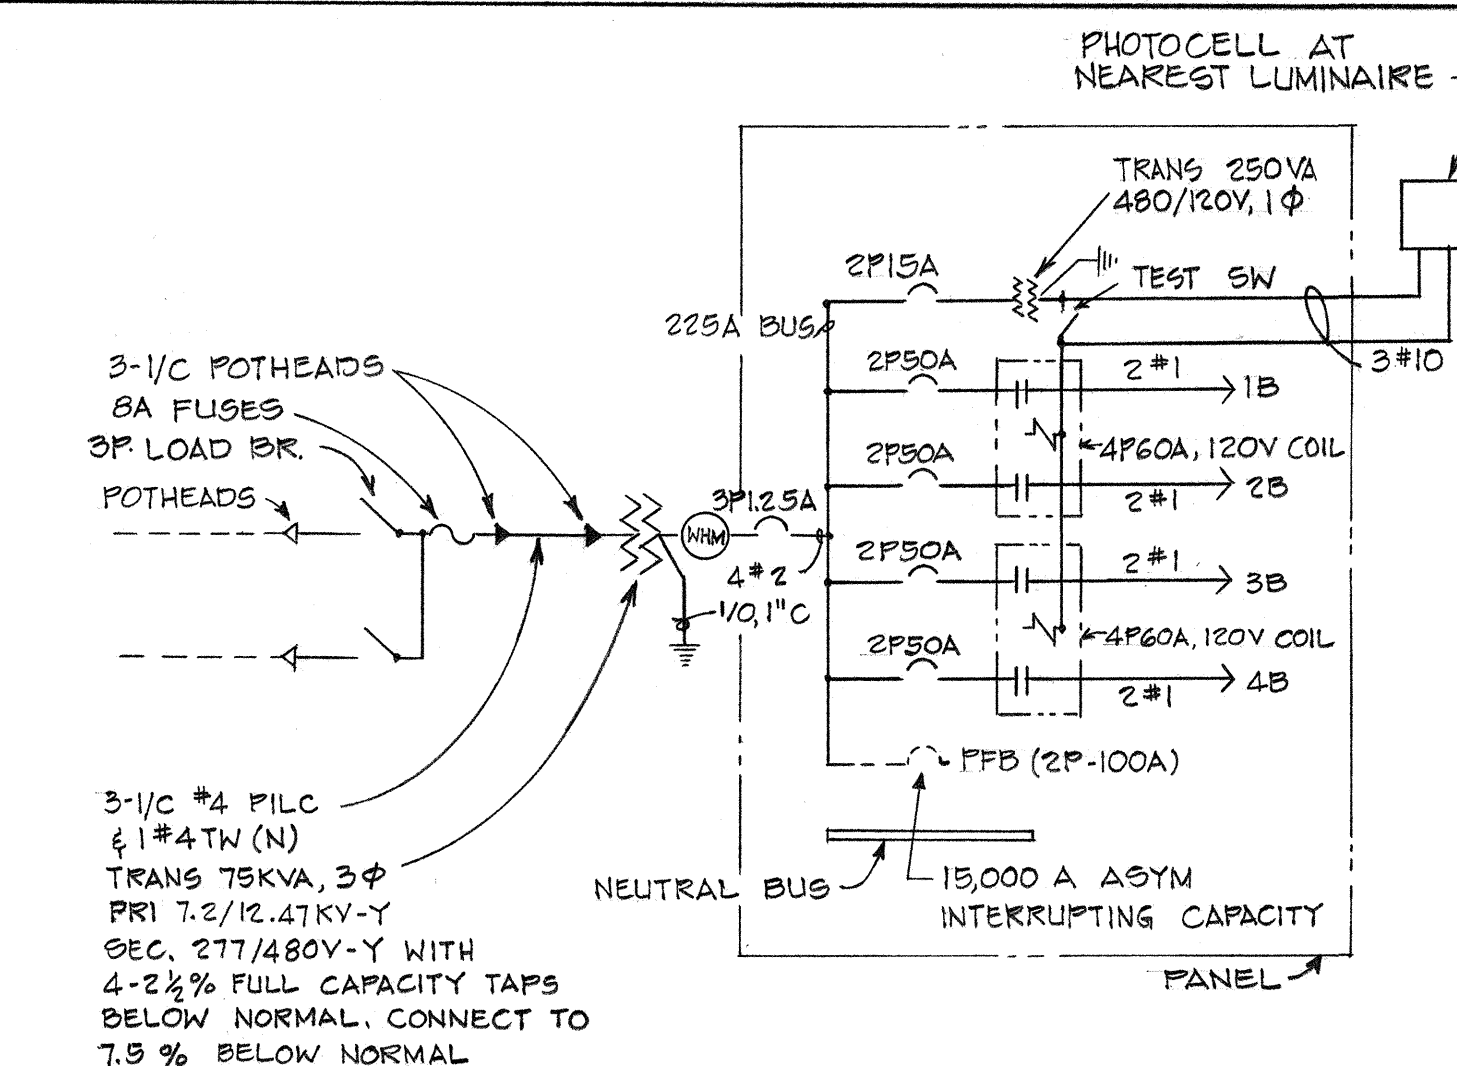 PHOTOCELL AT
NEAREST LUMINAIRE
TRANS 250VA
480/120V, 1Φ
2P15A
TEST SW
225A BUS
3#10
2P50A
2#1
1B
4P60A, 120V COIL
2P50A
2#1
2B
3-1/C POTHEADS
8A FUSES
3P. LOAD BR.
POTHEADS
WHM
3P125A
4#2
1/0, 1"C
2P50A
2#1
3B
4P60A, 120V COIL
2P50A
2#1
4B
PFB (2P-100A)
NEUTRAL BUS
15,000 A ASYM
INTERRUPTING CAPACITY
PANEL
3-1/C #4 PILC
& 1#4TW (N)
TRANS 75KVA, 3Φ
PRI 7.2/12.47KV-Y
SEC. 277/480V-Y WITH
4-2½% FULL CAPACITY TAPS
BELOW NORMAL. CONNECT TO
7.5% BELOW NORMAL